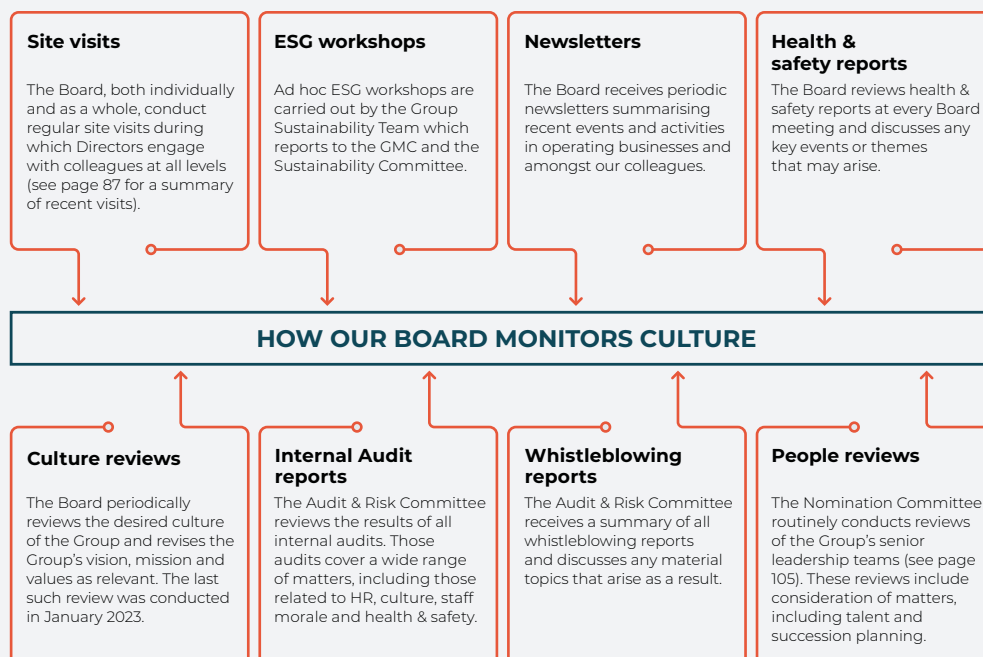 Site visits
The Board, both individually
and as a whole, conduct
regular site visits during
which Directors engage
with colleagues at all levels
(see page 87 for a summary
of recent visits).
ESG workshops
Ad hoc ESG workshops are
carried out by the Group
Sustainability Team which
reports to the GMC and the
Sustainability Committee.
Newsletters
The Board receives periodic
newsletters summarising
recent events and activities
in operating businesses and
amongst our colleagues.
Health &
safety reports
The Board reviews health &
safety reports at every Board
meeting and discusses any
key events or themes
that may arise.
HOW OUR BOARD MONITORS CULTURE
Culture reviews
The Board periodically
reviews the desired culture
of the Group and revises the
Group's vision, mission and
values as relevant. The last
such review was conducted
in January 2023.
Internal Audit
reports
The Audit & Risk Committee
reviews the results of all
internal audits. Those
audits cover a wide range
of matters, including those
related to HR, culture, staff
morale and health & safety.
Whistleblowing
reports
The Audit & Risk Committee
receives a summary of all
whistleblowing reports
and discusses any material
topics that arise as a result.
People reviews
The Nomination Committee
routinely conducts reviews
of the Group's senior
leadership teams (see page
105). These reviews include
consideration of matters,
including talent and
succession planning.